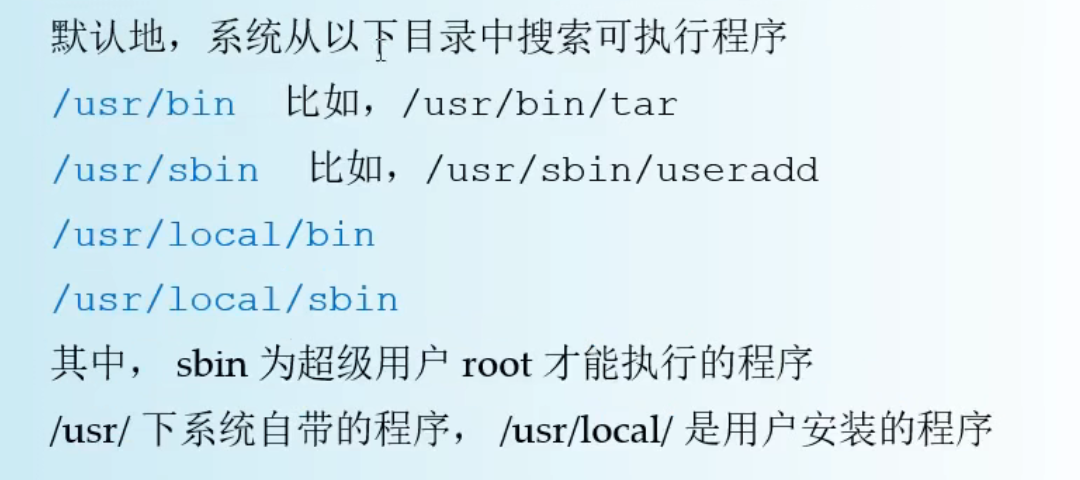 默认地，系统从以下目录中搜索可执行程序
/usr/bin 比如，/usr/bin/tar
/usr/sbin 比如，/usr/sbin/useradd
/usr/local/bin
/usr/local/sbin
其中， sbin 为超级用户 root 才能执行的程序
/usr/ 下系统自带的程序， /usr/local/ 是用户安装的程序